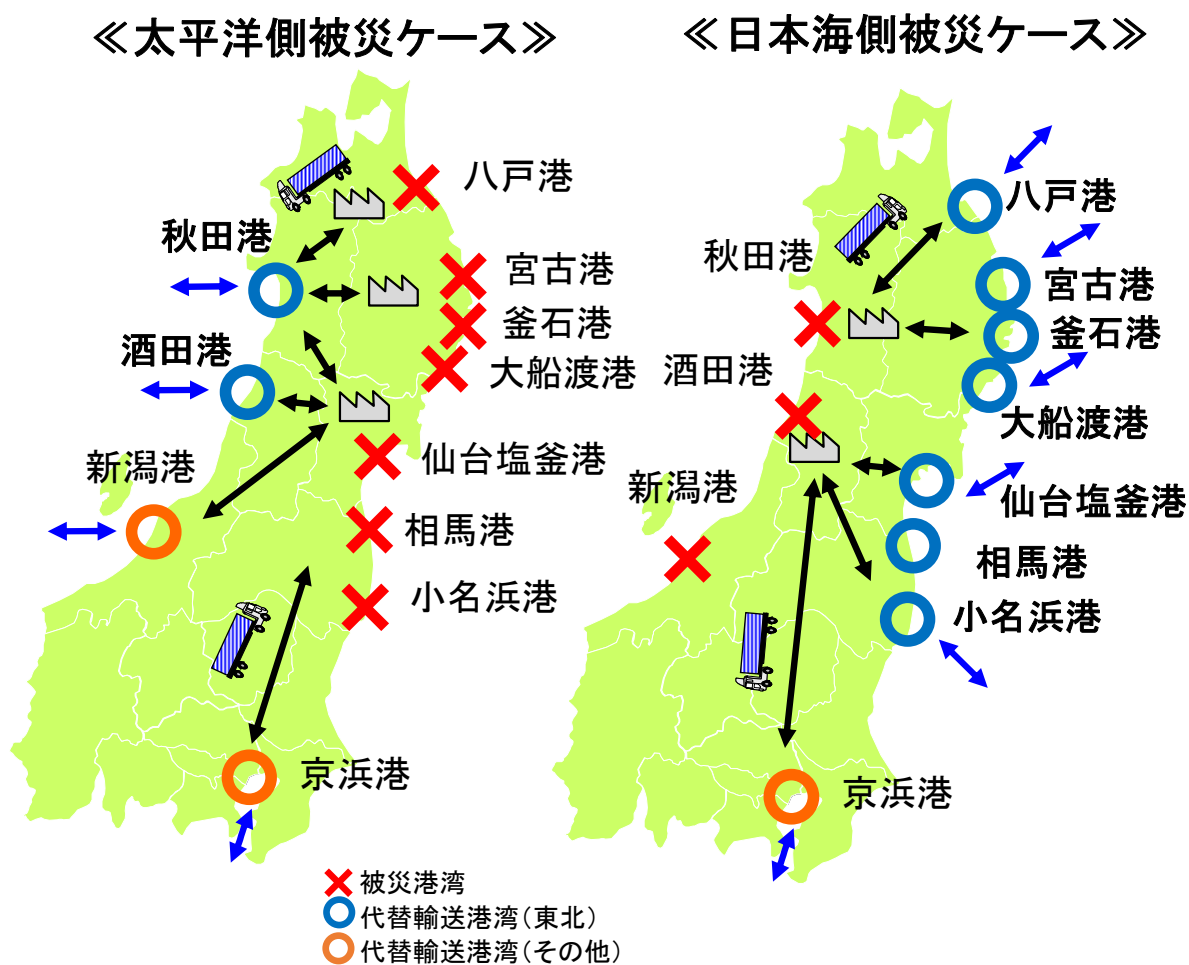 ≪太平洋側被災ケース≫
八戸港
秋田港
宮古港
釜石港
酒田港
大船渡港
新潟港
仙台塩釜港
相馬港
小名浜港
京浜港
≪日本海側被災ケース≫
八戸港
秋田港
宮古港
釜石港
酒田港
大船渡港
新潟港
仙台塩釜港
相馬港
小名浜港
京浜港
被災港湾
代替輸送港湾（東北）
代替輸送港湾（その他）